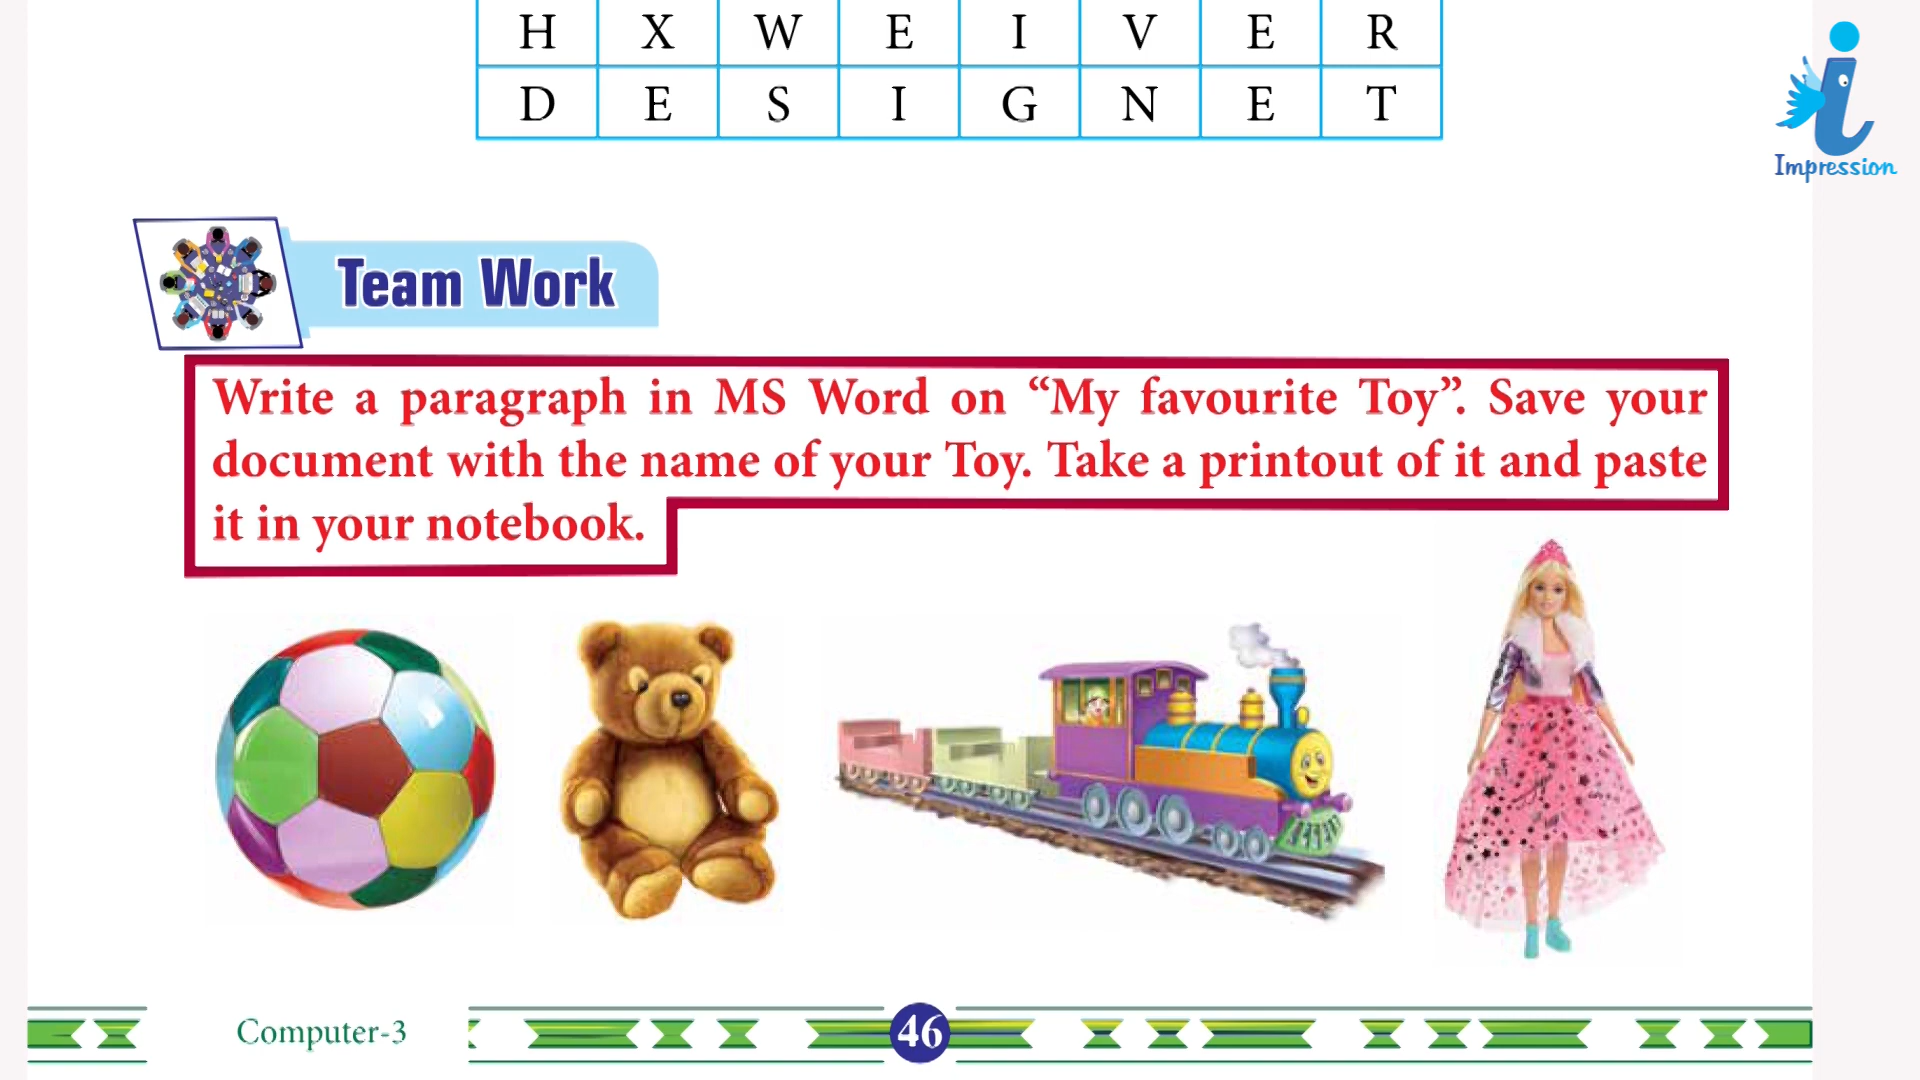 H X W E I V E R
D E S I G N E T
Impression
Team Work
Write a paragraph in MS Word on “My favourite Toy”. Save your
document with the name of your Toy. Take a printout of it and paste
it in your notebook.
Computer-3
46